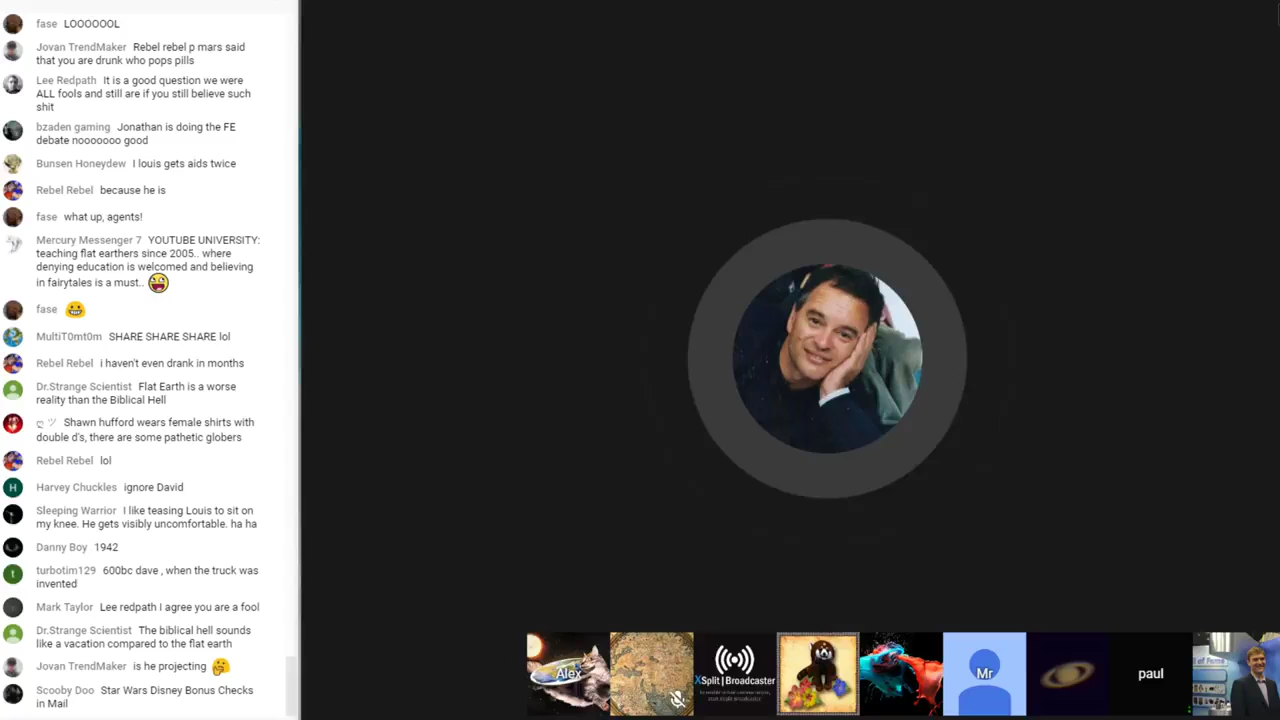 fase LOOOOOOL
Jovan TrendMaker Rebel rebel p mars said
that you are drunk who pops pills
Lee Redpath It is a good question we were
ALL fools and still are if you still believe such
shit
bzaden gaming Jonathan is doing the FE
debate nooooooo good
Bunsen Honeydew I louis gets aids twice
Rebel Rebel because he is
fase what up, agents!
Mercury Messenger 7 YOUTUBE UNIVERSITY:
teaching flat earthers since 2005.. where
denying education is welcomed and believing
in fairytales is a must..
fase
MultiT0mt0m SHARE SHARE SHARE lol
Rebel Rebel i haven't even drank in months
Dr.Strange Scientist Flat Earth is a worse
reality than the Biblical Hell
ღ ツ Shawn hufford wears female shirts with
double d's, there are some pathetic globers
Rebel Rebel lol
H
Harvey Chuckles ignore David
Sleeping Warrior I like teasing Louis to sit on
my knee. He gets visibly uncomfortable. ha ha
Danny Boy 1942
t
turbotim129 600bc dave , when the truck was
invented
Mark Taylor Lee redpath I agree you are a fool
Dr.Strange Scientist The biblical hell sounds
like a vacation compared to the flat earth
Jovan TrendMaker is he projecting
Scooby Doo Star Wars Disney Bonus Checks
in Mail
Alex
XSplit | Broadcaster
Mr
paul